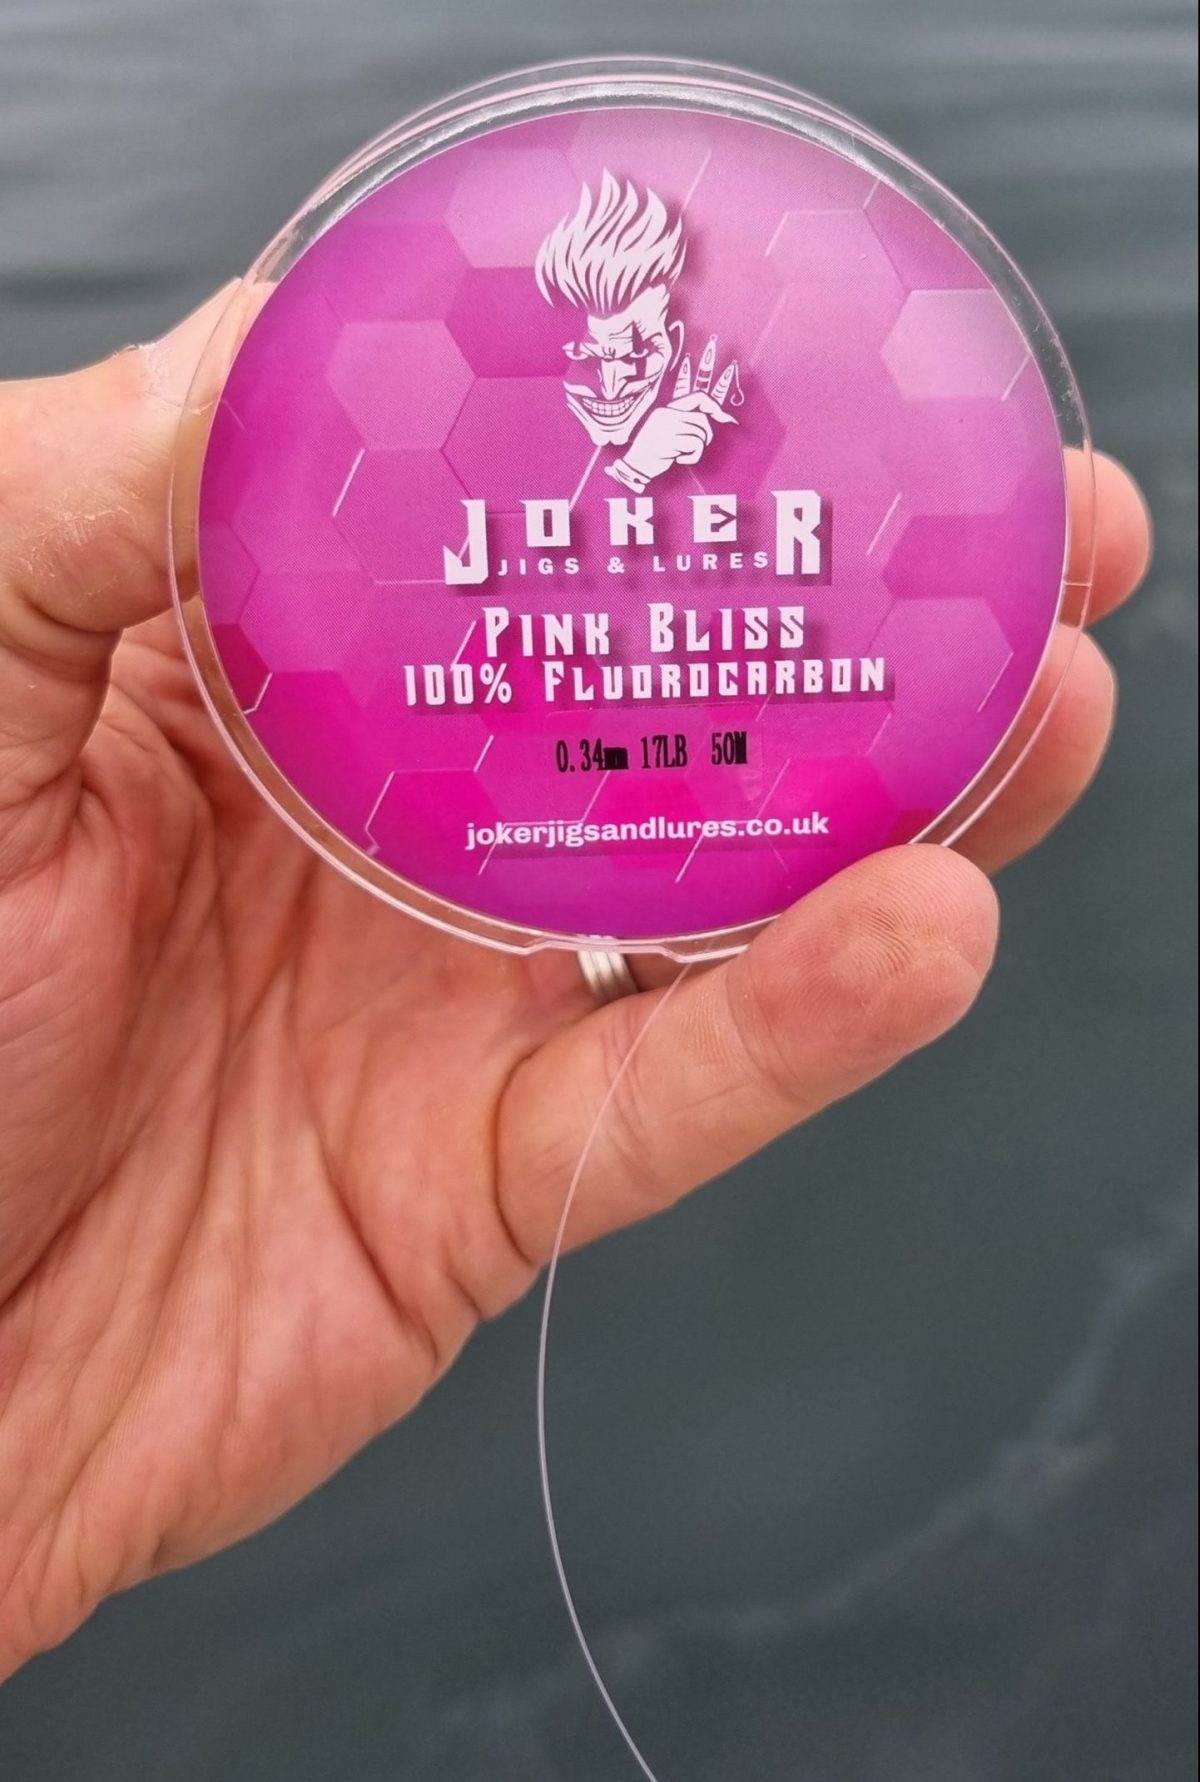 JOKER
JIGS & LURES
PINK BLISS
100% FLUOROCARBON
0.34mm 17LB 50M
jokerjigsandlures.co.uk